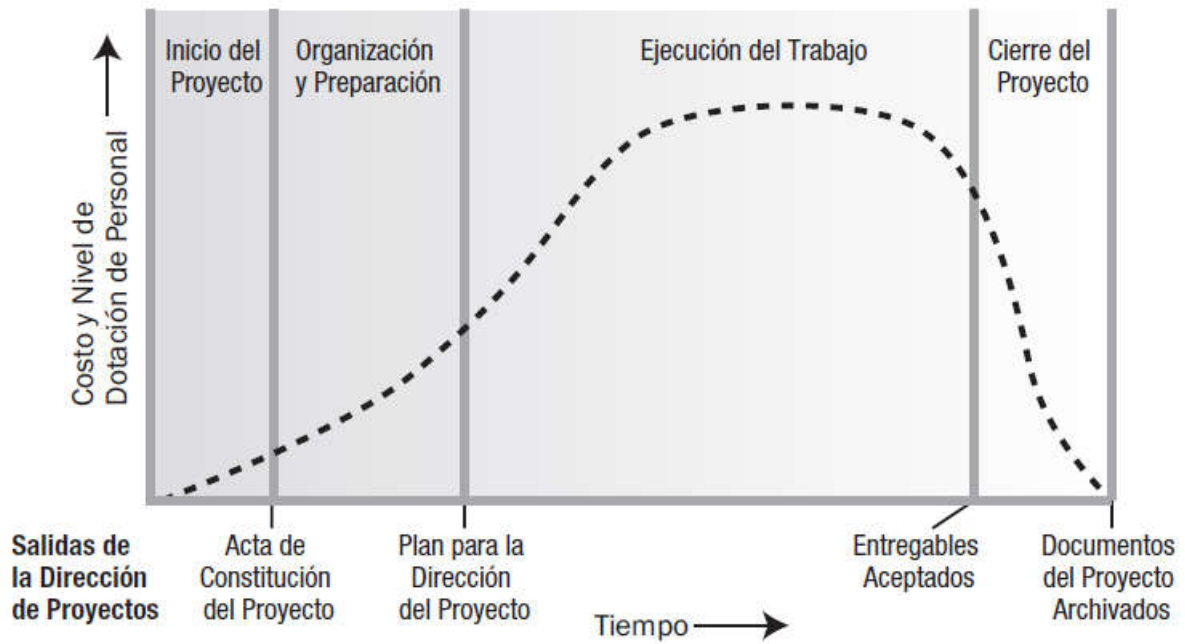 Inicio del
Proyecto
Organización
y Preparación
Ejecución del Trabajo
Cierre del
Proyecto
Costo y Nivel de
Dotación de Personal
Salidas de
la Dirección
de Proyectos
Acta de
Constitución
del Proyecto
Plan para la
Dirección
del Proyecto
Entregables
Aceptados
Documentos
del Proyecto
Archivados
Tiempo